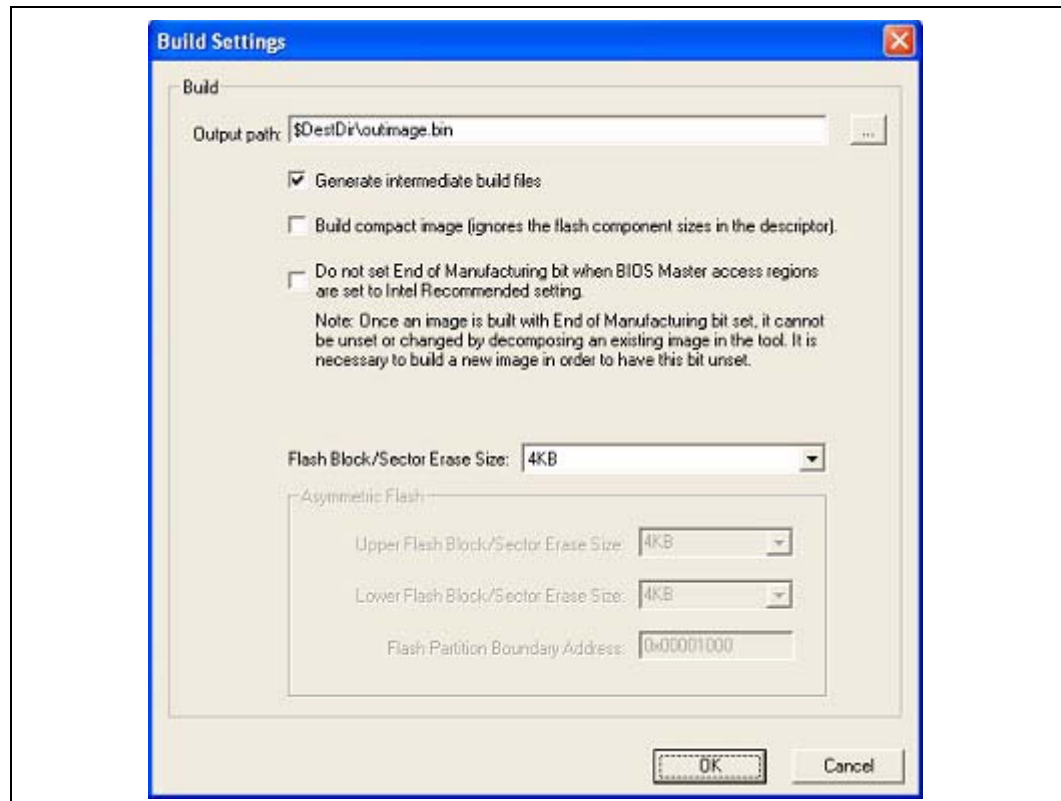 Build Settings
Build
Output path: $DestDir\outimage.bin
...
Generate intermediate build files
Build compact image (ignores the flash component sizes in the descriptor).
Do not set End of Manufacturing bit when BIOS Master access regions
are set to Intel Recommended setting.
Note: Once an image is built with End of Manufacturing bit set, it cannot
be unset or changed by decomposing an existing image in the tool. It is
necessary to build a new image in order to have this bit unset.
Flash Block/Sector Erase Size: 4KB
Asymmetric Flash
Upper Flash Block/Sector Erase Size: 4KB
Lower Flash Block/Sector Erase Size: 4KB
Flash Partition Boundary Address: 0x00001000
OK
Cancel